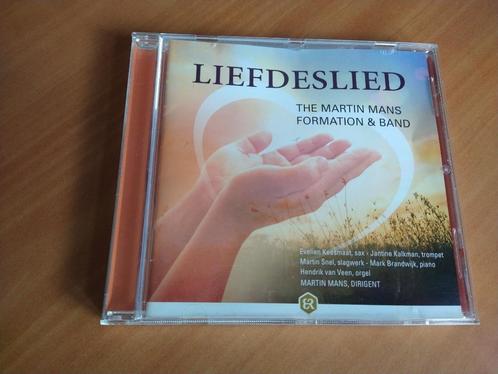 LIEFDESLIED
THE MARTIN MANS
FORMATION & BAND
Evelien Keesmaat, sax - Jantine Kalkman, trompet
Martin Snel, slagwerk - Mark Brandwijk, piano
Hendrik van Veen, orgel
MARTIN MANS, DIRIGENT